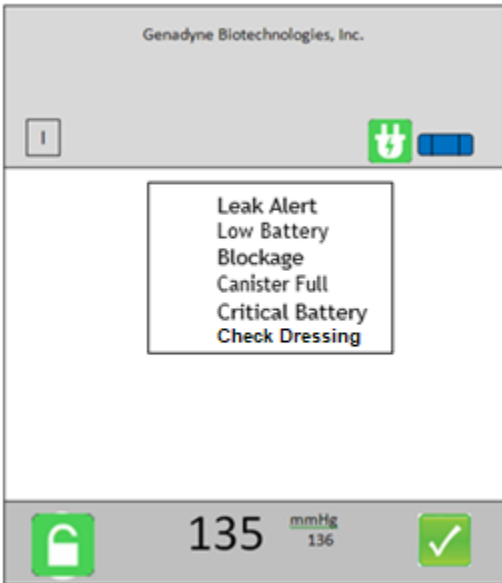 Genadyne Biotechnologies, Inc.
I
Leak Alert
Low Battery
Blockage
Canister Full
Critical Battery
Check Dressing
135 mmHg
136